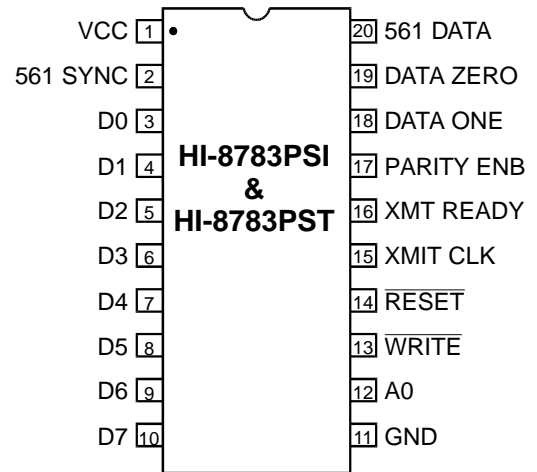 VCC 1 20 561 DATA
561 SYNC 2 19 DATA ZERO
D0 3 18 DATA ONE
D1 4 HI-8783PSI 17 PARITY ENB
&
D2 5 HI-8783PST 16 XMT READY
D3 6 15 XMIT CLK
D4 7 14 RESET
D5 8 13 WRITE
D6 9 12 A0
D7 10 11 GND